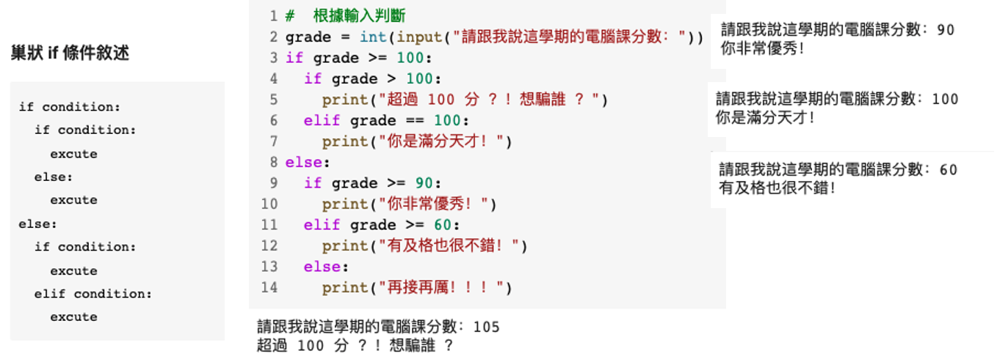 巢狀 if 條件敘述
if condition:
if condition:
excute
else:
excute
else:
if condition:
excute
elif condition:
excute
1 #  根據輸入判斷
2 grade = int(input("請跟我說這學期的電腦課分數: "))
3 if grade >= 100:
4 if grade > 100:
5 print("超過 100 分 ?! 想騙誰 ?")
6 elif grade == 100:
7 print("你是滿分天才! ")
8 else:
9 if grade >= 90:
10 print("你非常優秀! ")
11 elif grade >= 60:
12 print("有及格也很不錯! ")
13 else:
14 print("再接再厲! ! ! ")
請跟我說這學期的電腦課分數: 105
超過 100 分 ?! 想騙誰 ?
請跟我說這學期的電腦課分數: 90
你非常優秀!
請跟我說這學期的電腦課分數: 100
你是滿分天才!
請跟我說這學期的電腦課分數: 60
有及格也很不錯!